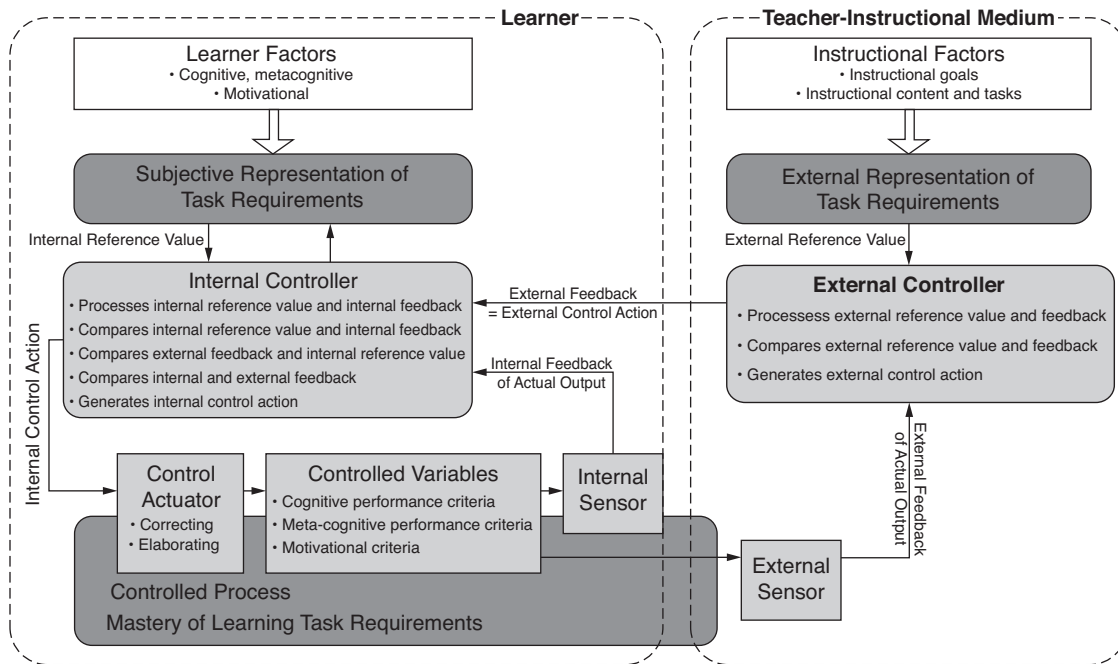 Learner
Teacher-Instructional Medium
Learner Factors
• Cognitive, metacognitive
• Motivational
Instructional Factors
• Instructional goals
• Instructional content and tasks
Subjective Representation of
Task Requirements
External Representation of
Task Requirements
Internal Reference Value
External Reference Value
Internal Controller
• Processes internal reference value and internal feedback
• Compares internal reference value and internal feedback
• Compares external feedback and internal reference value
• Compares internal and external feedback
• Generates internal control action
External Feedback
= External Control Action
External Controller
• Processess external reference value and feedback
• Compares external reference value and feedback
• Generates external control action
Internal Feedback
of Actual Output
Internal Control Action
External Feedback
of Actual Output
Control
Actuator
• Correcting
• Elaborating
Controlled Variables
• Cognitive performance criteria
• Meta-cognitive performance criteria
• Motivational criteria
Internal
Sensor
External
Sensor
Controlled Process
Mastery of Learning Task Requirements